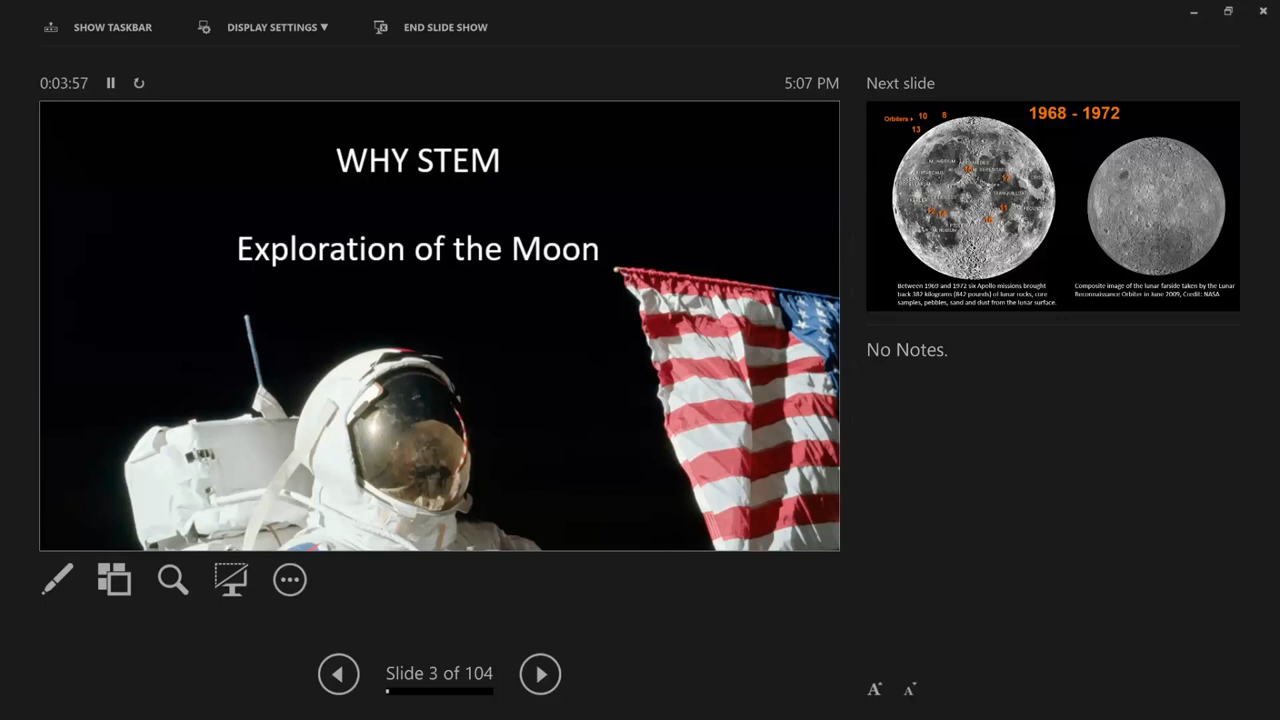 SHOW TASKBAR
DISPLAY SETTINGS ▼
END SLIDE SHOW
0:03:57
5:07 PM
Next slide
WHY STEM
Exploration of the Moon
1968 - 1972
Orbiters
10
8
13
11
Between 1969 and 1972 six Apollo missions brought
back 382 kilograms (842 pounds) of lunar rocks, core
samples, pebbles, sand and dust from the lunar surface.
Composite image of the lunar farside taken by the Lunar
Reconnaissance Orbiter in June 2009, Credit: NASA
No Notes.
Slide 3 of 104
A
A